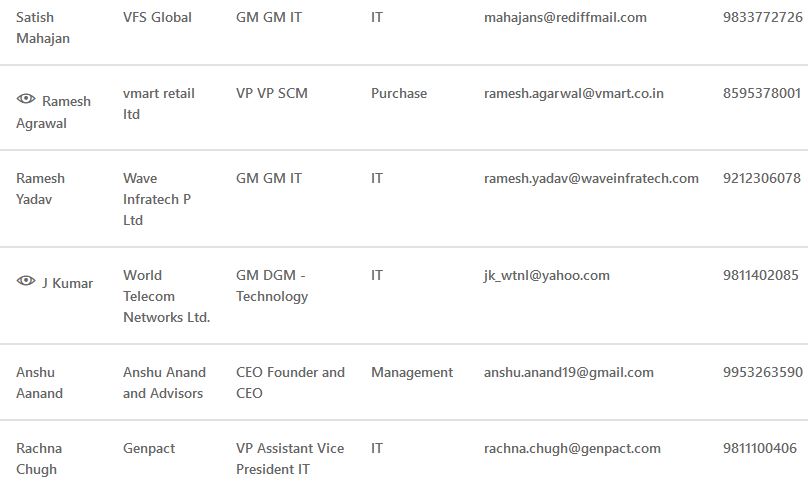 Satish Mahajan VFS Global GM GM IT IT mahajans@rediffmail.com 9833772726
Ramesh Agrawal vmart retail ltd VP VP SCM Purchase ramesh.agarwal@vmart.co.in 8595378001
Ramesh Yadav Wave Infratech P Ltd GM GM IT IT ramesh.yadav@waveinfratech.com 9212306078
J Kumar World Telecom Networks Ltd. GM DGM - Technology IT jk_wtnl@yahoo.com 9811402085
Anshu Aanand Anshu Anand and Advisors CEO Founder and CEO Management anshu.anand19@gmail.com 9953263590
Rachna Chugh Genpact VP Assistant Vice President IT IT rachna.chugh@genpact.com 9811100406